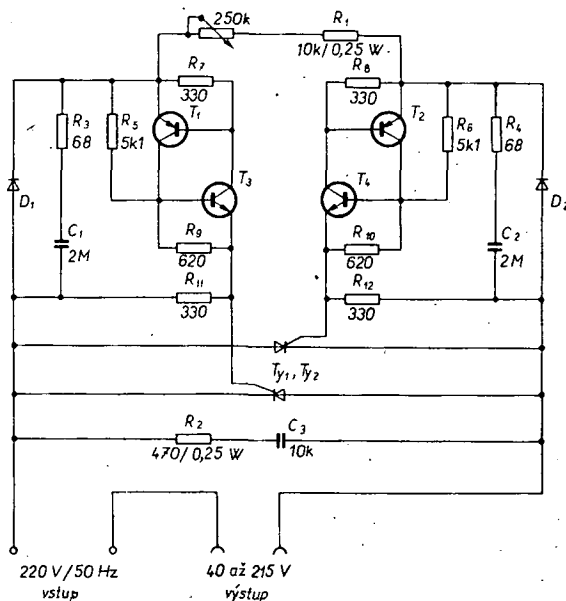 250k
R1
10k/0,25 W
R7
330
R8
330
R3
68
R5
5k1
T1
T2
R6
5k1
R4
68
T3
T4
D1
D2
C1
2M
R9
620
R10
620
C2
2M
R11
330
R12
330
Ty1, Ty2
R2
470/0,25 W
C3
10k
220 V/50 Hz
vstup
40 až 215 V
výstup